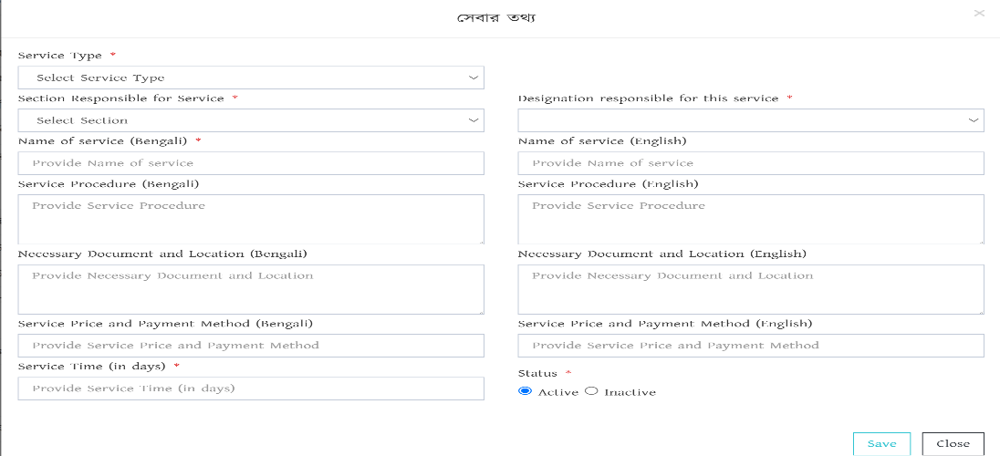 সেবার তথ্য
×
Service Type *
Select Service Type
Section Responsible for Service *
Designation responsible for this service *
Select Section
Name of service (Bengali) *
Name of service (English)
Provide Name of service
Provide Name of service
Service Procedure (Bengali)
Service Procedure (English)
Provide Service Procedure
Provide Service Procedure
Necessary Document and Location (Bengali)
Necessary Document and Location (English)
Provide Necessary Document and Location
Provide Necessary Document and Location
Service Price and Payment Method (Bengali)
Service Price and Payment Method (English)
Provide Service Price and Payment Method
Provide Service Price and Payment Method
Service Time (in days) *
Status *
Provide Service Time (in days)
Active Inactive
Save Close